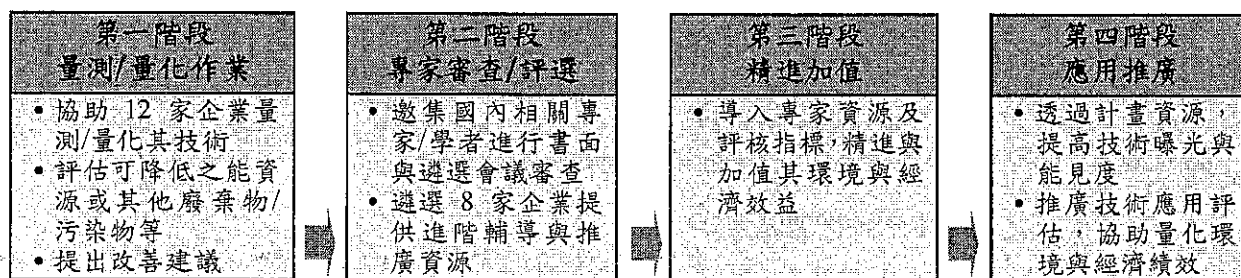 第一階段
量測/量化作業
• 協助 12 家企業量
測/量化其技術
• 評估可降低之能資
源或其他廢棄物/
污染物等
• 提出改善建議
第二階段
專家審查/評選
• 邀集國內相關專
家/學者進行書面
與遴選會議審查
• 遴選 8 家企業提
供進階輔導與推
廣資源
第三階段
精進加值
• 導入專家資源及
評核指標，精進與
加值其環境與經
濟效益
第四階段
應用推廣
• 透過計畫資源，
提高技術曝光與
能見度
• 推廣技術應用評
估，協助量化環
境與經濟績效